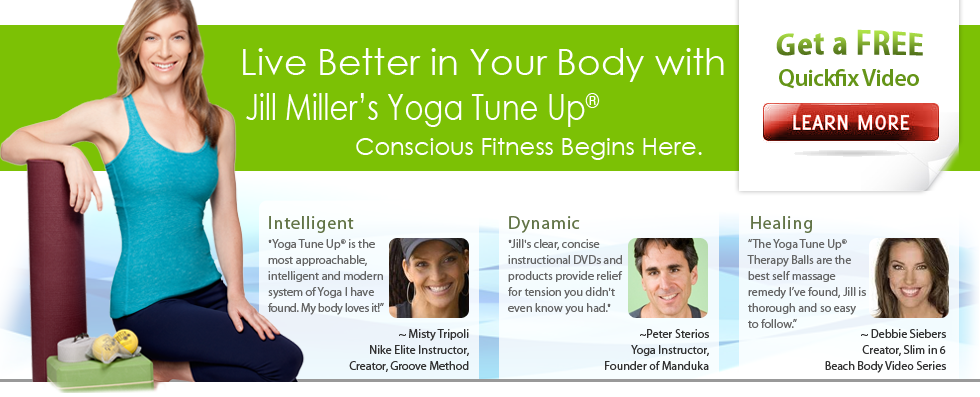 Live Better in Your Body with
Jill Miller's Yoga Tune Up®
Conscious Fitness Begins Here.
Get a FREE
Quickfix Video
LEARN MORE
Intelligent
"Yoga Tune Up® is the
most approachable,
intelligent and modern
system of Yoga I have
found. My body loves it!"
~ Misty Tripoli
Nike Elite Instructor,
Creator, Groove Method
Dynamic
"Jill's clear, concise
instructional DVDs and
products provide relief
for tension you didn't
even know you had."
~Peter Sterios
Yoga Instructor,
Founder of Manduka
Healing
"The Yoga Tune Up®
Therapy Balls are the
best self massage
remedy I've found, Jill is
thorough and so easy
to follow."
~ Debbie Siebers
Creator, Slim in 6
Beach Body Video Series